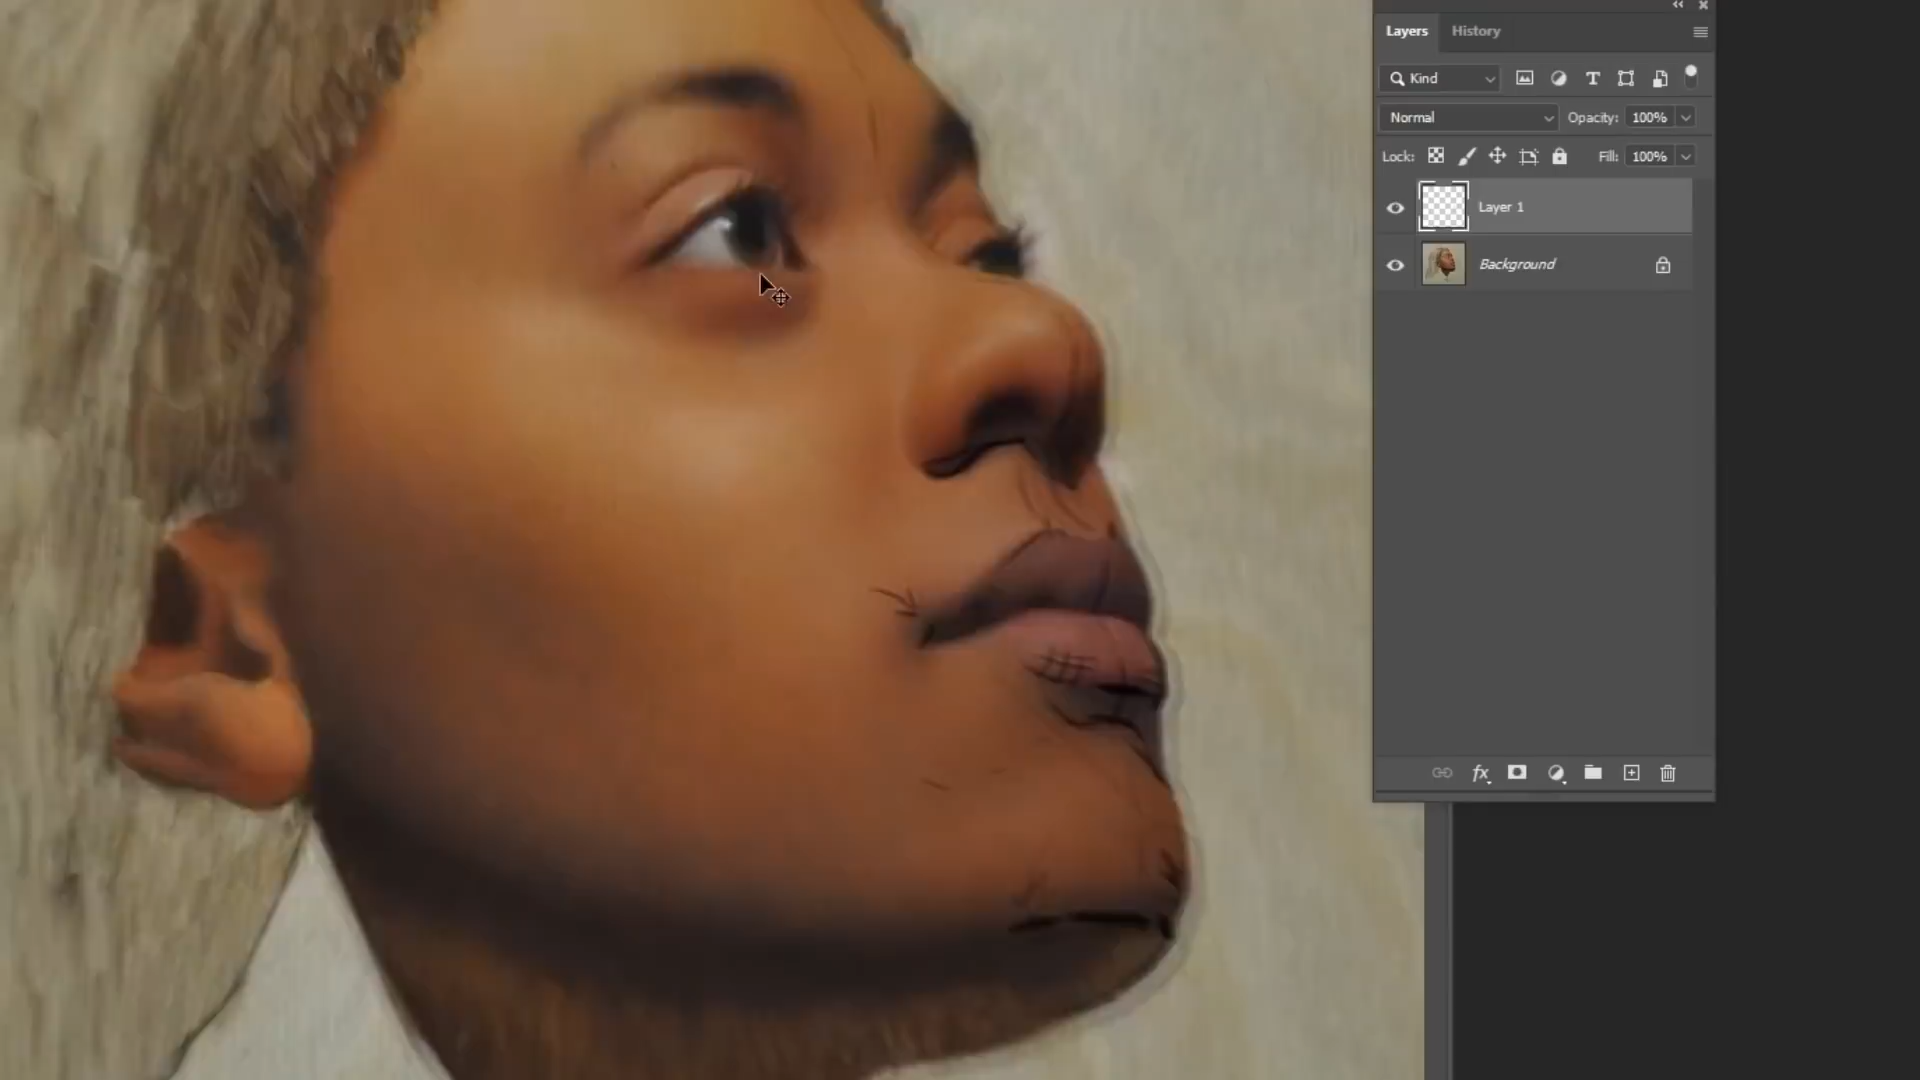 Layers History
Kind
Normal Opacity: 100%
Lock: Fill: 100%
Layer 1
Background
fx